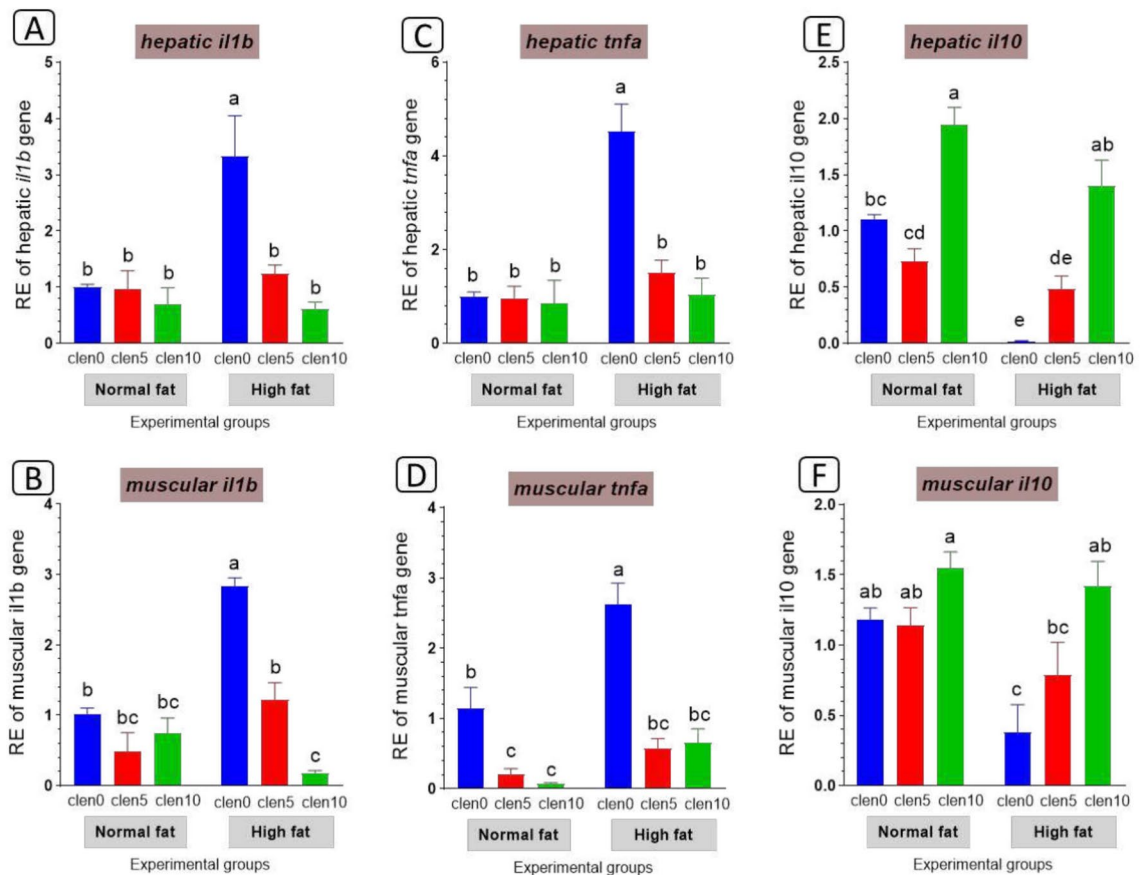 A
hepatic il1b
RE of hepatic il1b gene
5
4
3
2
1
0
b
b
b
a
b
b
clen0 clen5 clen10 clen0 clen5 clen10
Normal fat High fat
Experimental groups
C
hepatic tnfa
RE of hepatic tnfa gene
6
4
2
0
b
b
b
a
b
b
clen0 clen5 clen10 clen0 clen5 clen10
Normal fat High fat
Experimental groups
E
hepatic il10
RE of hepatic il10 gene
2.5
2.0
1.5
1.0
0.5
0.0
bc
cd
a
e
de
ab
clen0 clen5 clen10 clen0 clen5 clen10
Normal fat High fat
Experimental groups
B
muscular il1b
RE of muscular il1b gene
4
3
2
1
0
b
bc
bc
a
b
c
clen0 clen5 clen10 clen0 clen5 clen10
Normal fat High fat
Experimental groups
D
muscular tnfa
RE of muscular tnfa gene
4
3
2
1
0
b
c
c
a
bc
bc
clen0 clen5 clen10 clen0 clen5 clen10
Normal fat High fat
Experimental groups
F
muscular il10
RE of muscular il10 gene
2.0
1.5
1.0
0.5
0.0
ab
ab
a
c
bc
ab
clen0 clen5 clen10 clen0 clen5 clen10
Normal fat High fat
Experimental groups